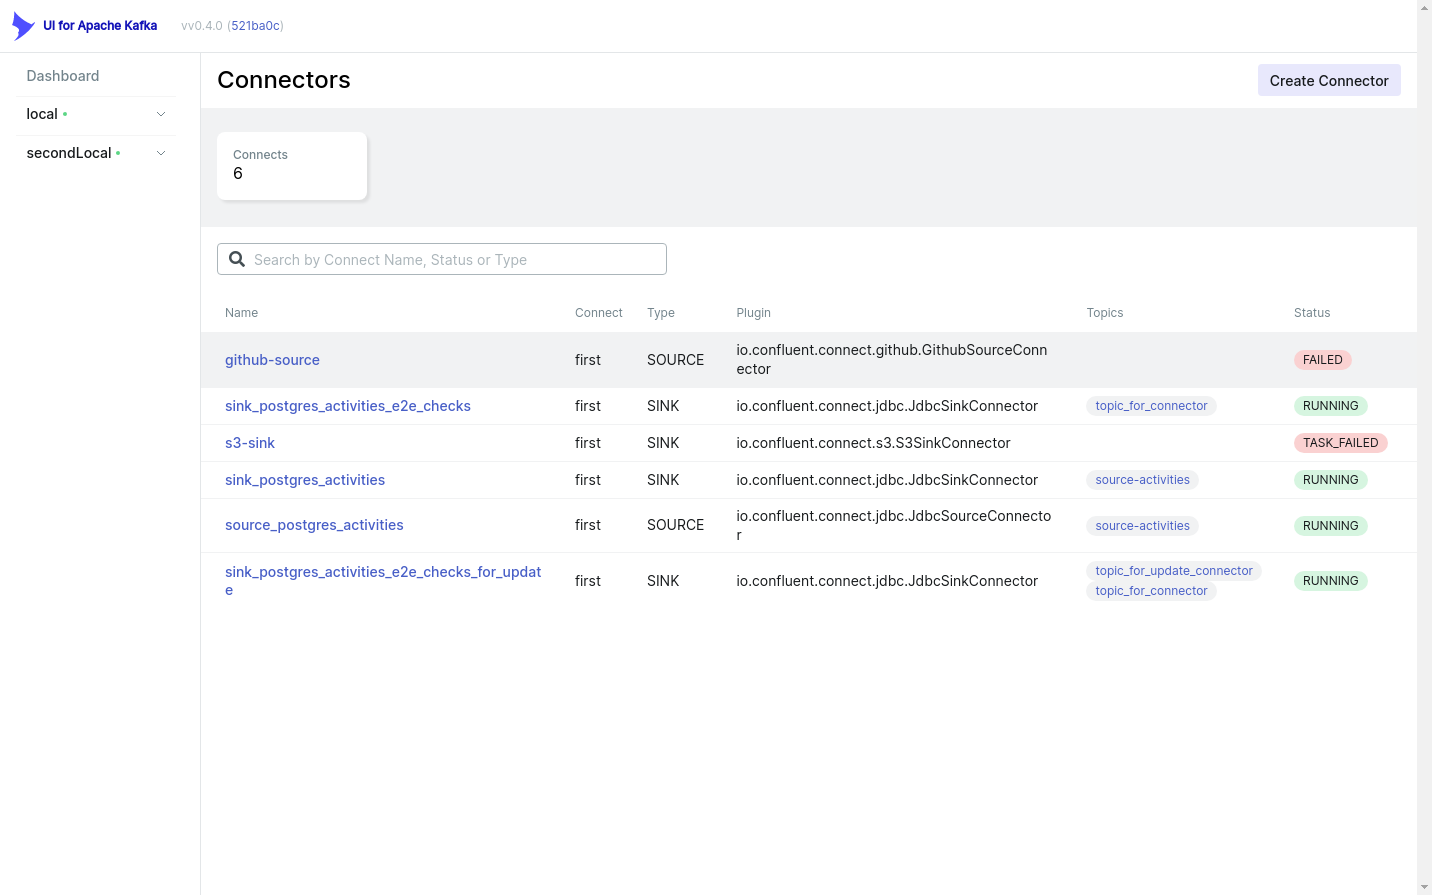 UI for Apache Kafka vv0.4.0 (521ba0c)
Dashboard
local
secondLocal
Connectors
Create Connector
Connects
6
Search by Connect Name, Status or Type
Name Connect Type Plugin Topics Status
github-source first SOURCE io.confluent.connect.github.GithubSourceConn
ector FAILED
sink_postgres_activities_e2e_checks first SINK io.confluent.connect.jdbc.JdbcSinkConnector topic_for_connector RUNNING
s3-sink first SINK io.confluent.connect.s3.S3SinkConnector TASK_FAILED
sink_postgres_activities first SINK io.confluent.connect.jdbc.JdbcSinkConnector source-activities RUNNING
source_postgres_activities first SOURCE io.confluent.connect.jdbc.JdbcSourceConnecto
r source-activities RUNNING
sink_postgres_activities_e2e_checks_for_updat
e first SINK io.confluent.connect.jdbc.JdbcSinkConnector topic_for_update_connector
topic_for_connector RUNNING